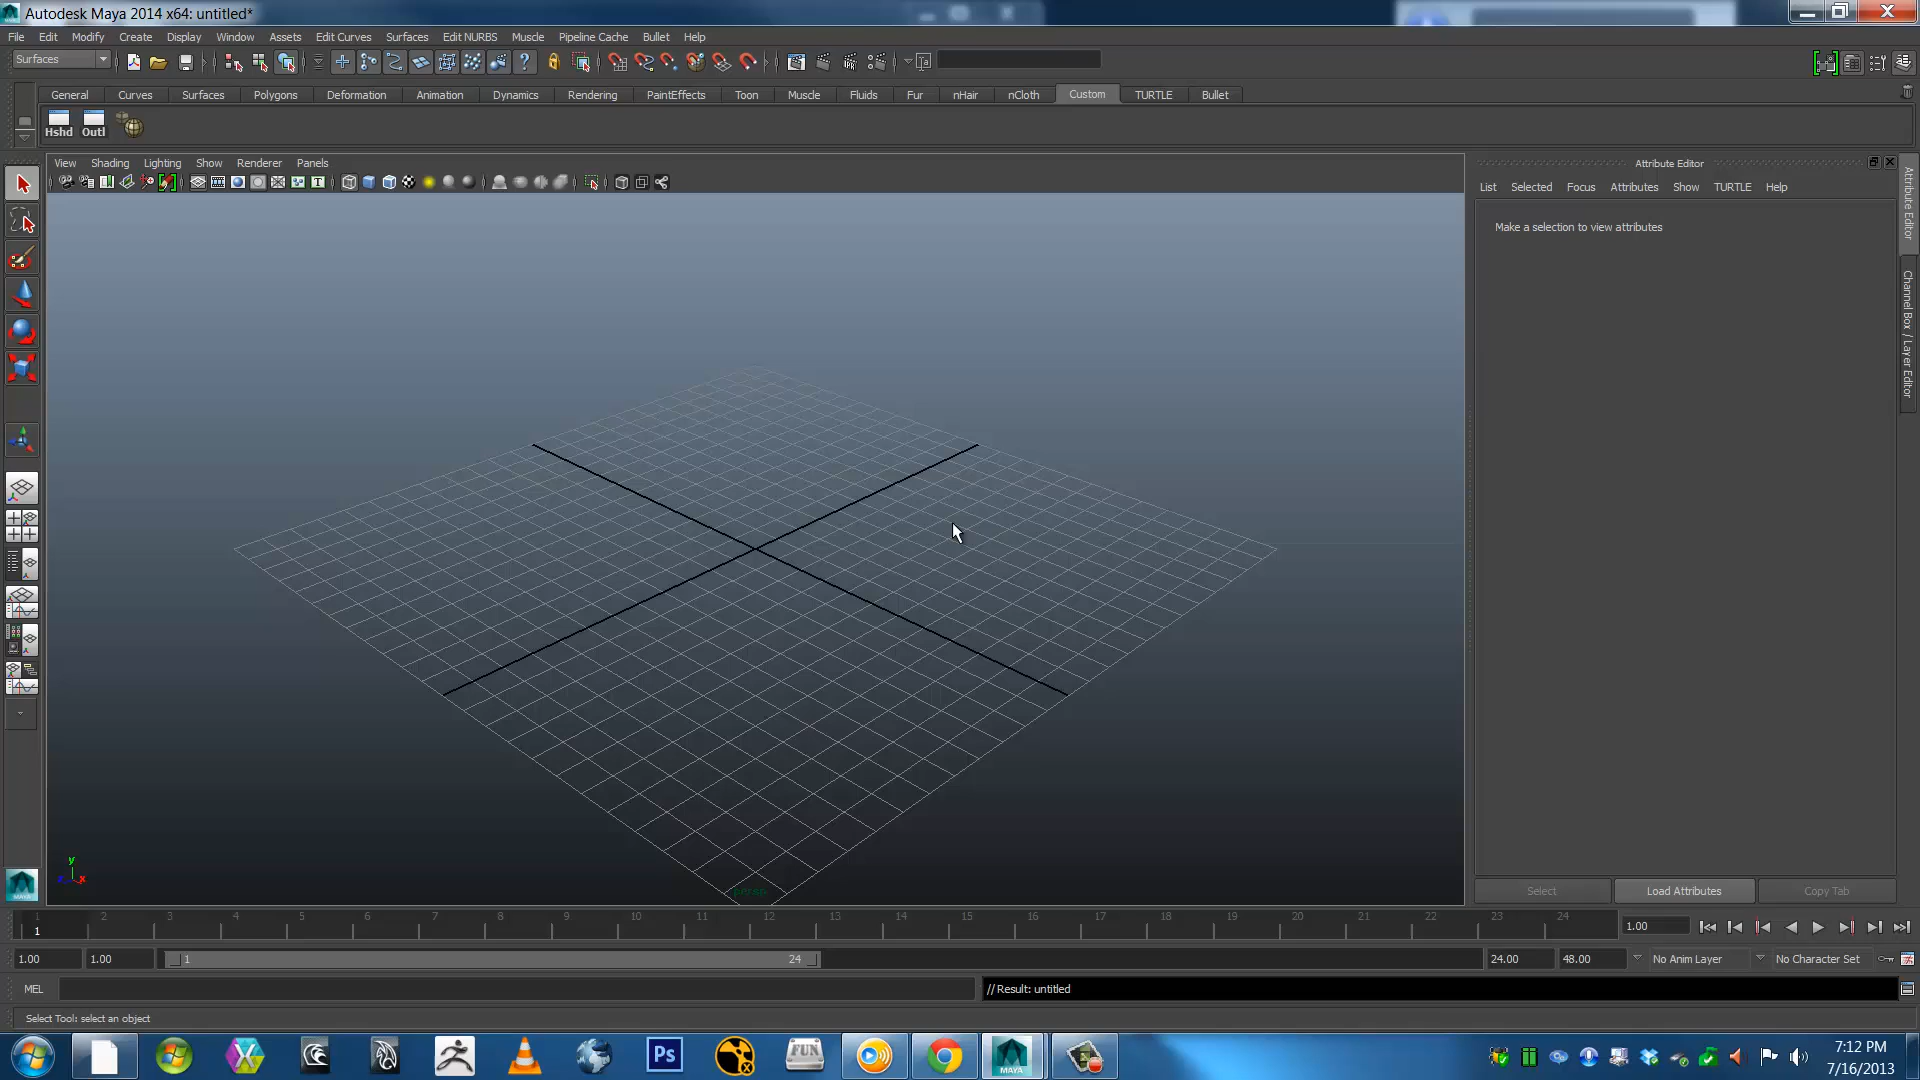 Autodesk Maya 2014 x64: untitled*
File Edit Modify Create Display Window Assets Edit Curves Surfaces Edit NURBS Muscle Pipeline Cache Bullet Help
Surfaces
General Curves Surfaces Polygons Deformation Animation Dynamics Rendering PaintEffects Toon Muscle Fluids Fur nHair nCloth Custom TURTLE Bullet
Hshd Outl
View Shading Lighting Show Renderer Panels
Attribute Editor
List Selected Focus Attributes Show TURTLE Help
Make a selection to view attributes
Attribute Editor
Channel Box / Layer Editor
y
x
persp
MAYA
Select Load Attributes Copy Tab
1 2 3 4 5 6 7 8 9 10 11 12 13 14 15 16 17 18 19 20 21 22 23 24
1
1.00
1.00 1.00 1 24 24.00 48.00 No Anim Layer No Character Set
MEL // Result: untitled
Select Tool: select an object
Ps FUN MAYA
7:12 PM
7/16/2013